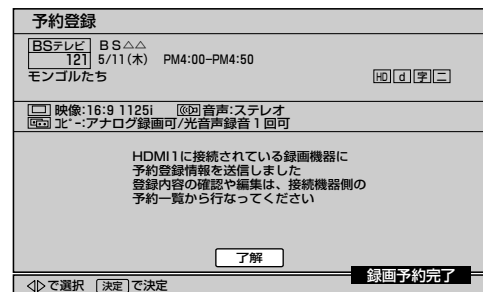 予約登録
BSテレビ BS△△
121 5/11(木) PM4:00-PM4:50
モンゴルたち
HD d 字 二
映像:16:9 1125i 音声:ステレオ
コピー:アナログ録画可/光音声録音1回可
HDMI1に接続されている録画機器に
予約登録情報を送信しました
登録内容の確認や編集は、接続機器側の
予約一覧から行なってください
了解
録画予約完了
◁▷で選択 決定で決定